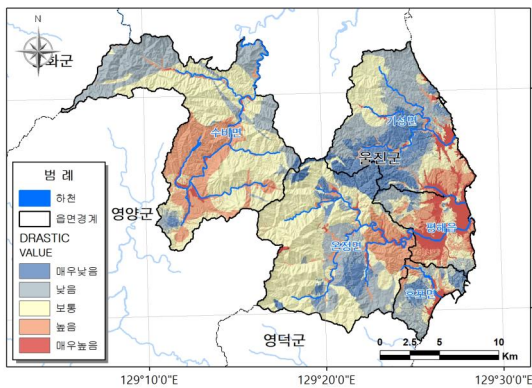 N
봉화군
수비면
기성면
울진군
범 례
하천
읍면경계
DRASTIC
VALUE
매우낮음
낮음
보통
높음
매우높음
영양군
온정면
평해읍
후포면
영덕군
0 2.5 5 10
Km
129°10'0"E 129°20'0"E 129°30'0"E